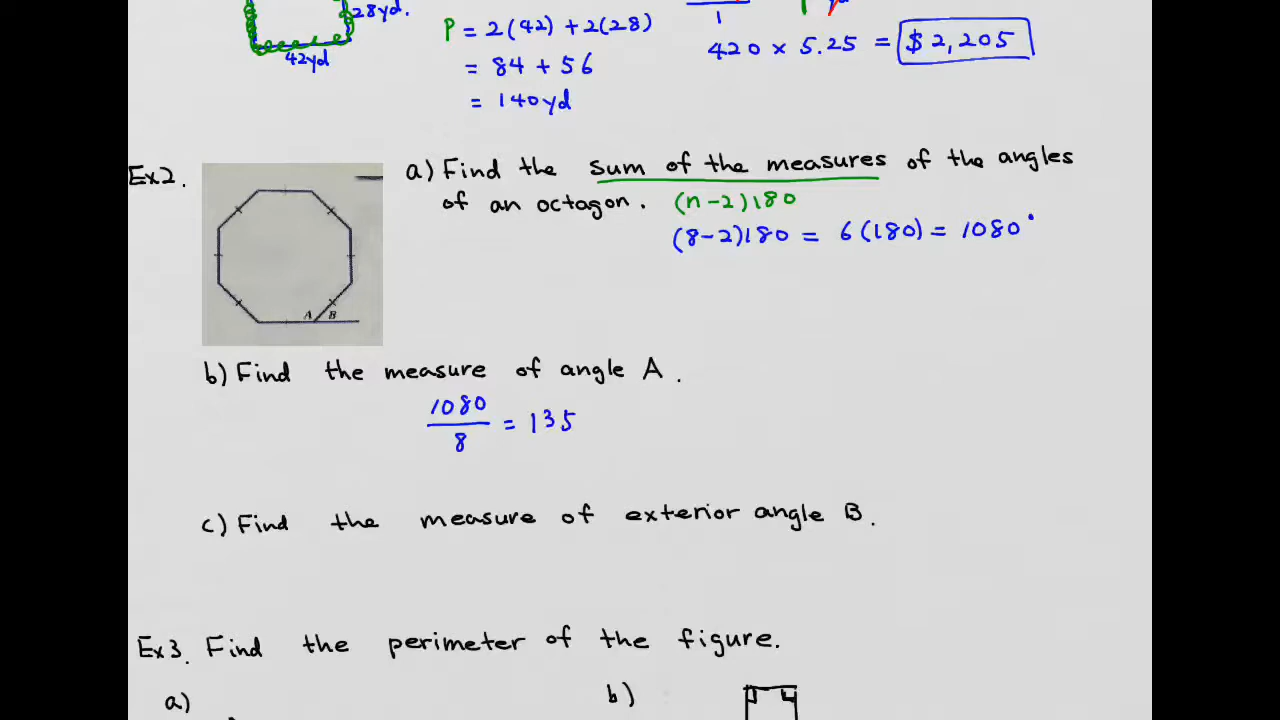 28yd.
42yd
P = 2(42) + 2(28)
= 84 + 56
= 140yd
1
420 × 5.25 = $2,205
Ex2.
A B
a) Find the sum of the measures of the angles
of an octagon. (n-2)180
(8-2)180 = 6(180) = 1080°
b) Find the measure of angle A.
1080
8
= 135
c) Find the measure of exterior angle B.
Ex3. Find the perimeter of the figure.
a)
b)